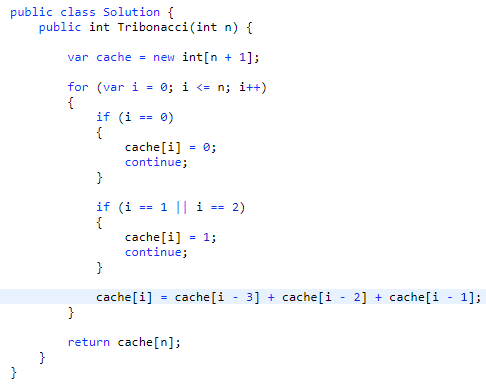 public class Solution {
    public int Tribonacci(int n) {
        var cache = new int[n + 1];
        for (var i = 0; i <= n; i++)
        {
            if (i == 0)
            {
                cache[i] = 0;
                continue;
            }
            if (i == 1 || i == 2)
            {
                cache[i] = 1;
                continue;
            }
            cache[i] = cache[i - 3] + cache[i - 2] + cache[i - 1];
        }
        return cache[n];
    }
}